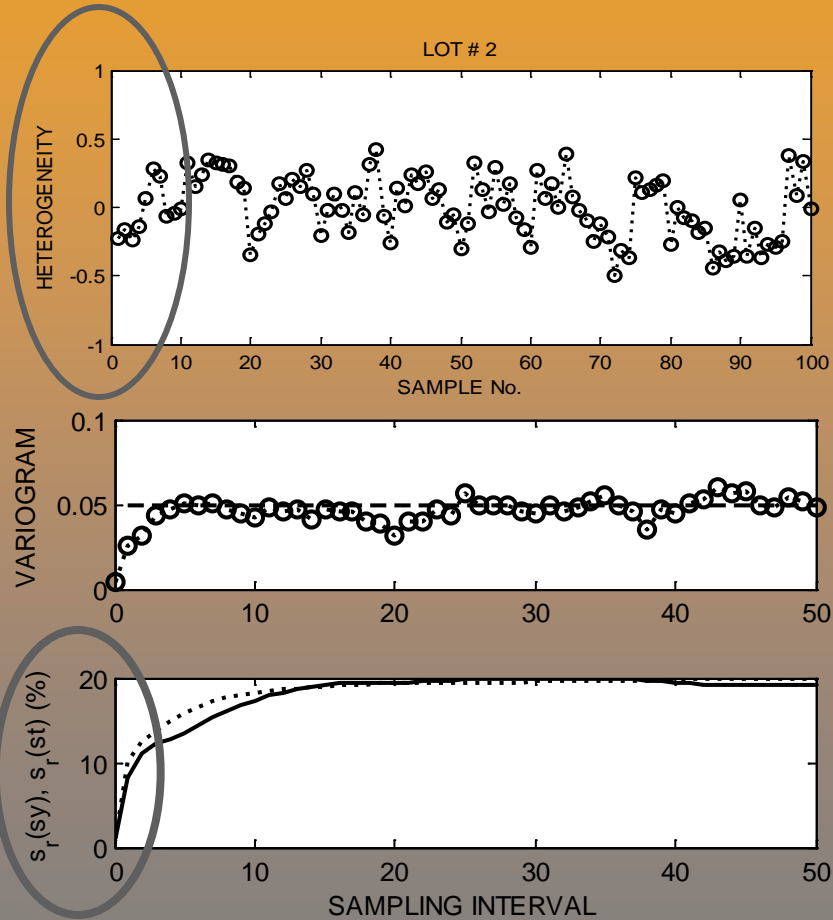 LOT # 2
1
0.5
0
-0.5
-1
HETEROGENEITY
0 10 20 30 40 50 60 70 80 90 100
SAMPLE No.
0.1
0.05
0
VARIOGRAM
0 10 20 30 40 50
20
10
0
s_r(sy), s_r(st) (%)
0 10 20 30 40 50
SAMPLING INTERVAL